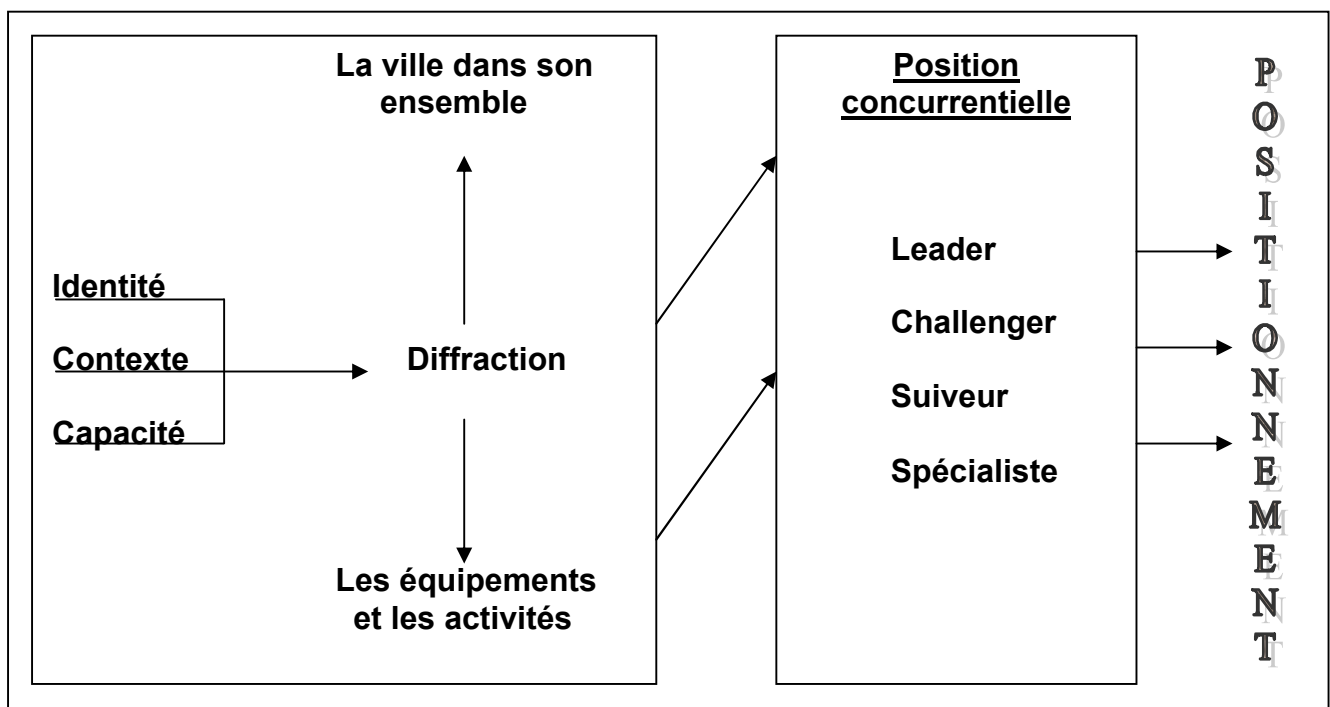 La ville dans son
ensemble
Identité
Contexte
Capacité
Diffraction
Les équipements
et les activités
Position
concurrentielle
Leader
Challenger
Suiveur
Spécialiste
POSITIONNEMENT